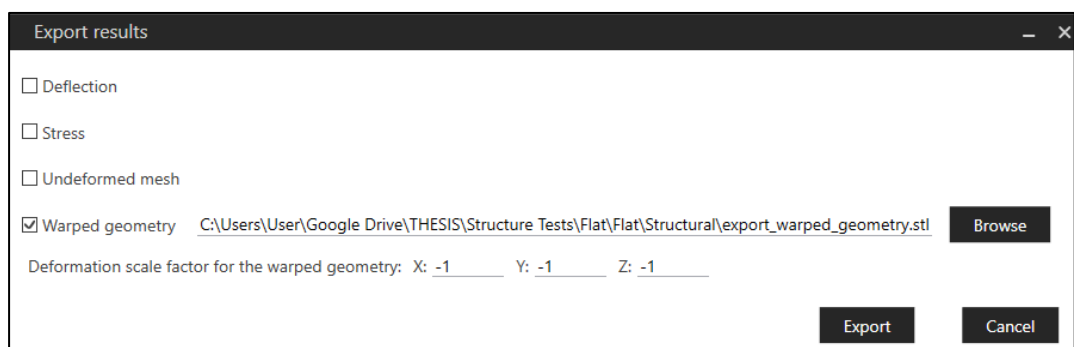 Export results
Deflection
Stress
Undeformed mesh
Warped geometry C:\Users\User\Google Drive\THESIS\Structure Tests\Flat\Flat\Structural\export_warped_geometry.stl Browse
Deformation scale factor for the warped geometry: X: -1 Y: -1 Z: -1
Export Cancel